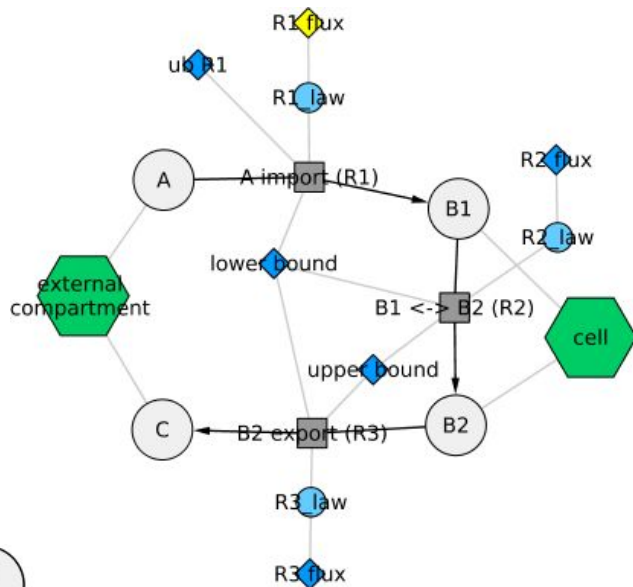 R1 flux
ub R1
R1_law
A
A import (R1)
B1
R2 flux
R2_law
lower bound
external
compartment
B1 <-> B2 (R2)
cell
upper bound
C
B2 export (R3)
B2
R3_law
R3 flux